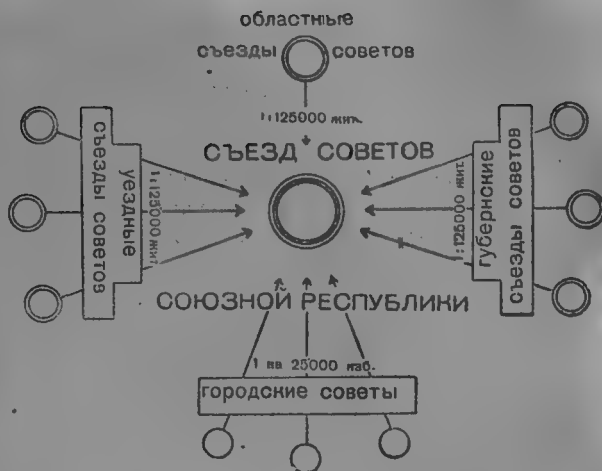 областные
съезды советов
1:125000 жит.
СЪЕЗД СОВЕТОВ
съезды советов
уездные
1:125000 жит.
1:125000 жит.
губернские
съезды советов
СОЮЗНОЙ РЕСПУБЛИКИ
1 на 25000 изб.
городские советы